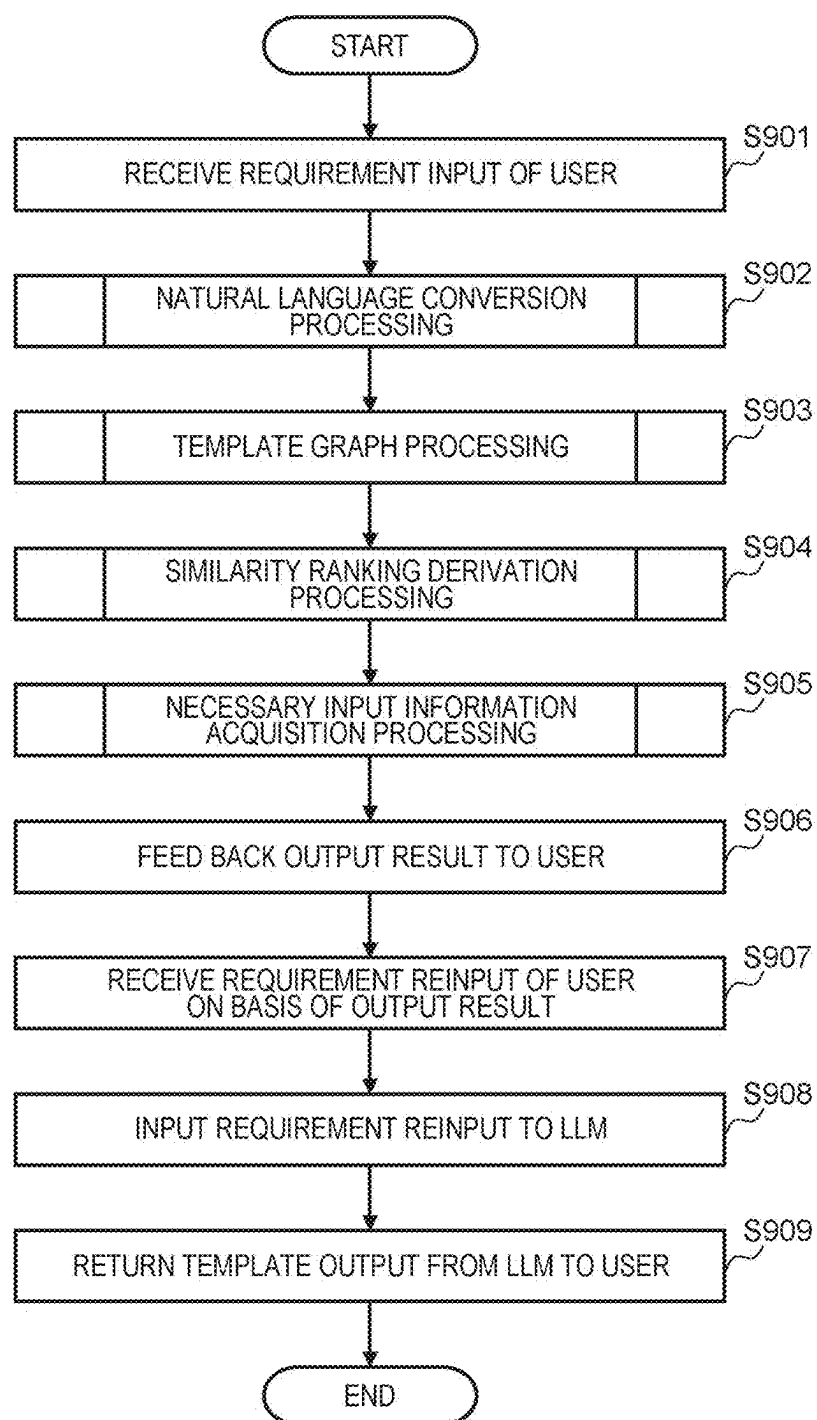 START
S901
RECEIVE REQUIREMENT INPUT OF USER
S902
NATURAL LANGUAGE CONVERSION
PROCESSING
S903
TEMPLATE GRAPH PROCESSING
S904
SIMILARITY RANKING DERIVATION
PROCESSING
S905
NECESSARY INPUT INFORMATION
ACQUISITION PROCESSING
S906
FEED BACK OUTPUT RESULT TO USER
S907
RECEIVE REQUIREMENT REINPUT OF USER
ON BASIS OF OUTPUT RESULT
S908
INPUT REQUIREMENT REINPUT TO LLM
S909
RETURN TEMPLATE OUTPUT FROM LLM TO USER
END